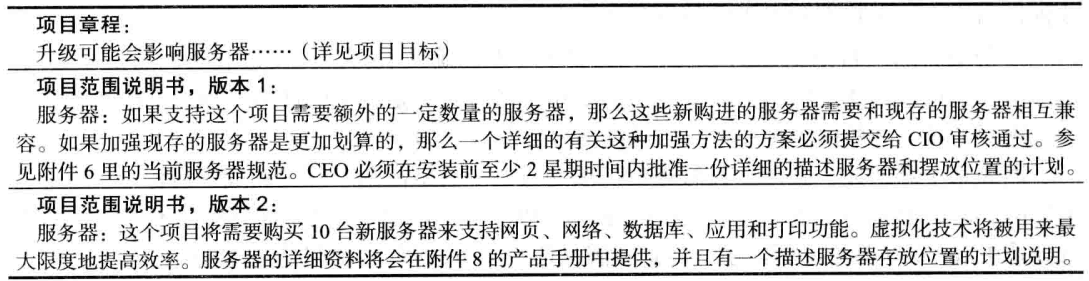 项目章程：
升级可能会影响服务器……（详见项目目标）
项目范围说明书，版本 1：
服务器：如果支持这个项目需要额外的一定数量的服务器，那么这些新购进的服务器需要和现存的服务器相互兼
容。如果加强现存的服务器是更加划算的，那么一个详细的有关这种加强方法的方案必须提交给 CIO 审核通过。参
见附件 6 里的当前服务器规范。CEO 必须在安装前至少 2 星期时间内批准一份详细的描述服务器和摆放位置的计划。
项目范围说明书，版本 2：
服务器：这个项目将需要购买 10 台新服务器来支持网页、网络、数据库、应用和打印功能。虚拟化技术将被用来最
大限度地提高效率。服务器的详细资料将会在附件 8 的产品手册中提供，并且有一个描述服务器存放位置的计划说明。